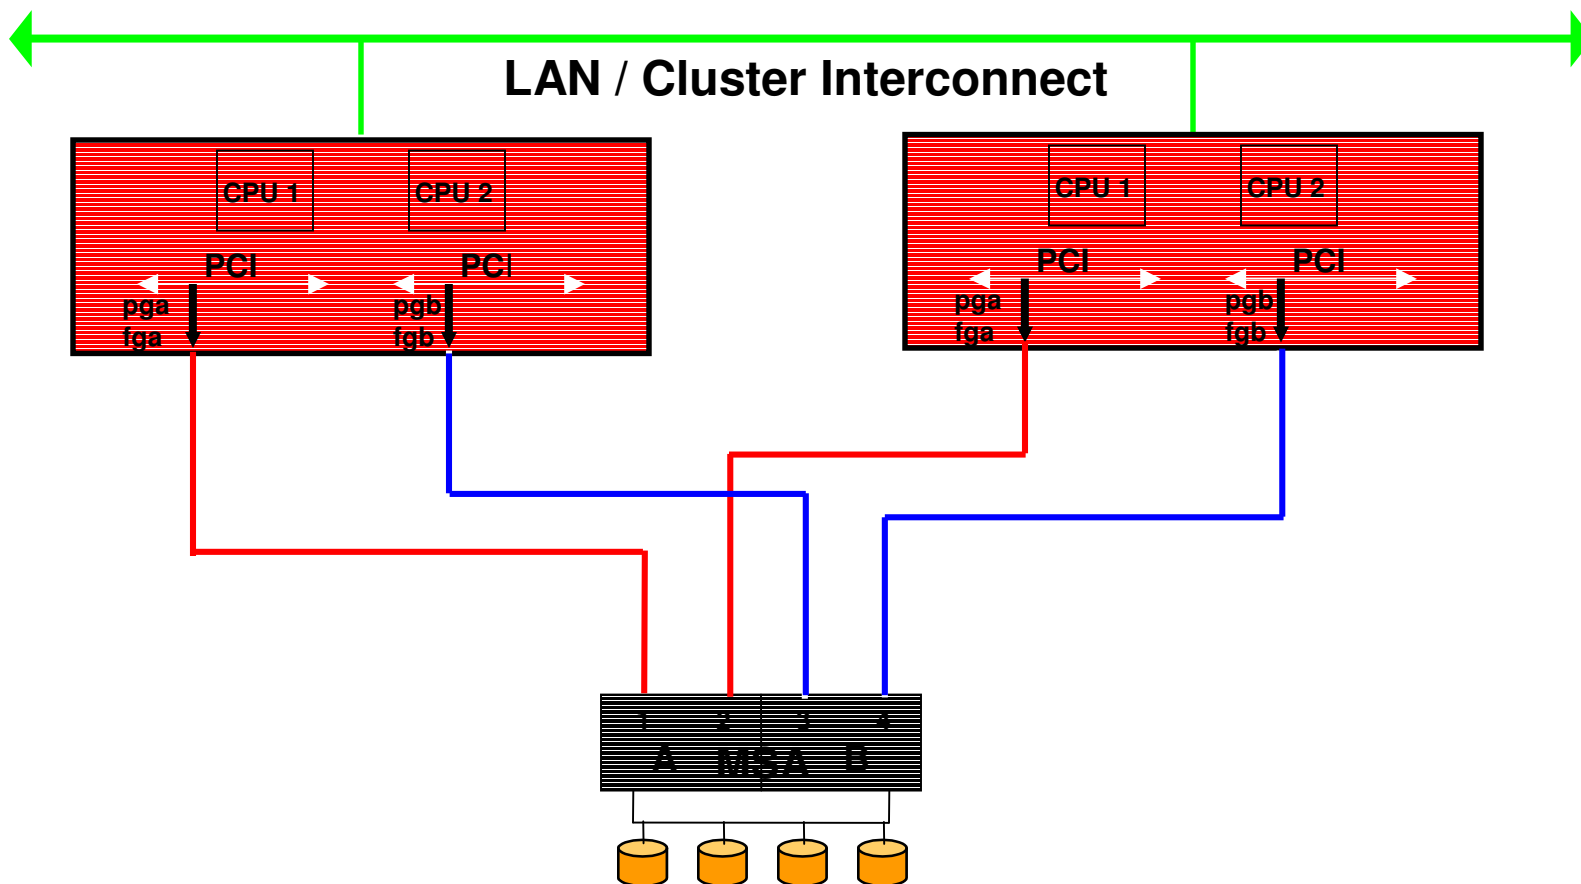 LAN / Cluster Interconnect
CPU 1
CPU 2
PCI
PCI
pga
fga
pgb
fgb
CPU 1
CPU 2
PCI
PCI
pga
fga
pgb
fgb
1 2 3 4
A MSA B